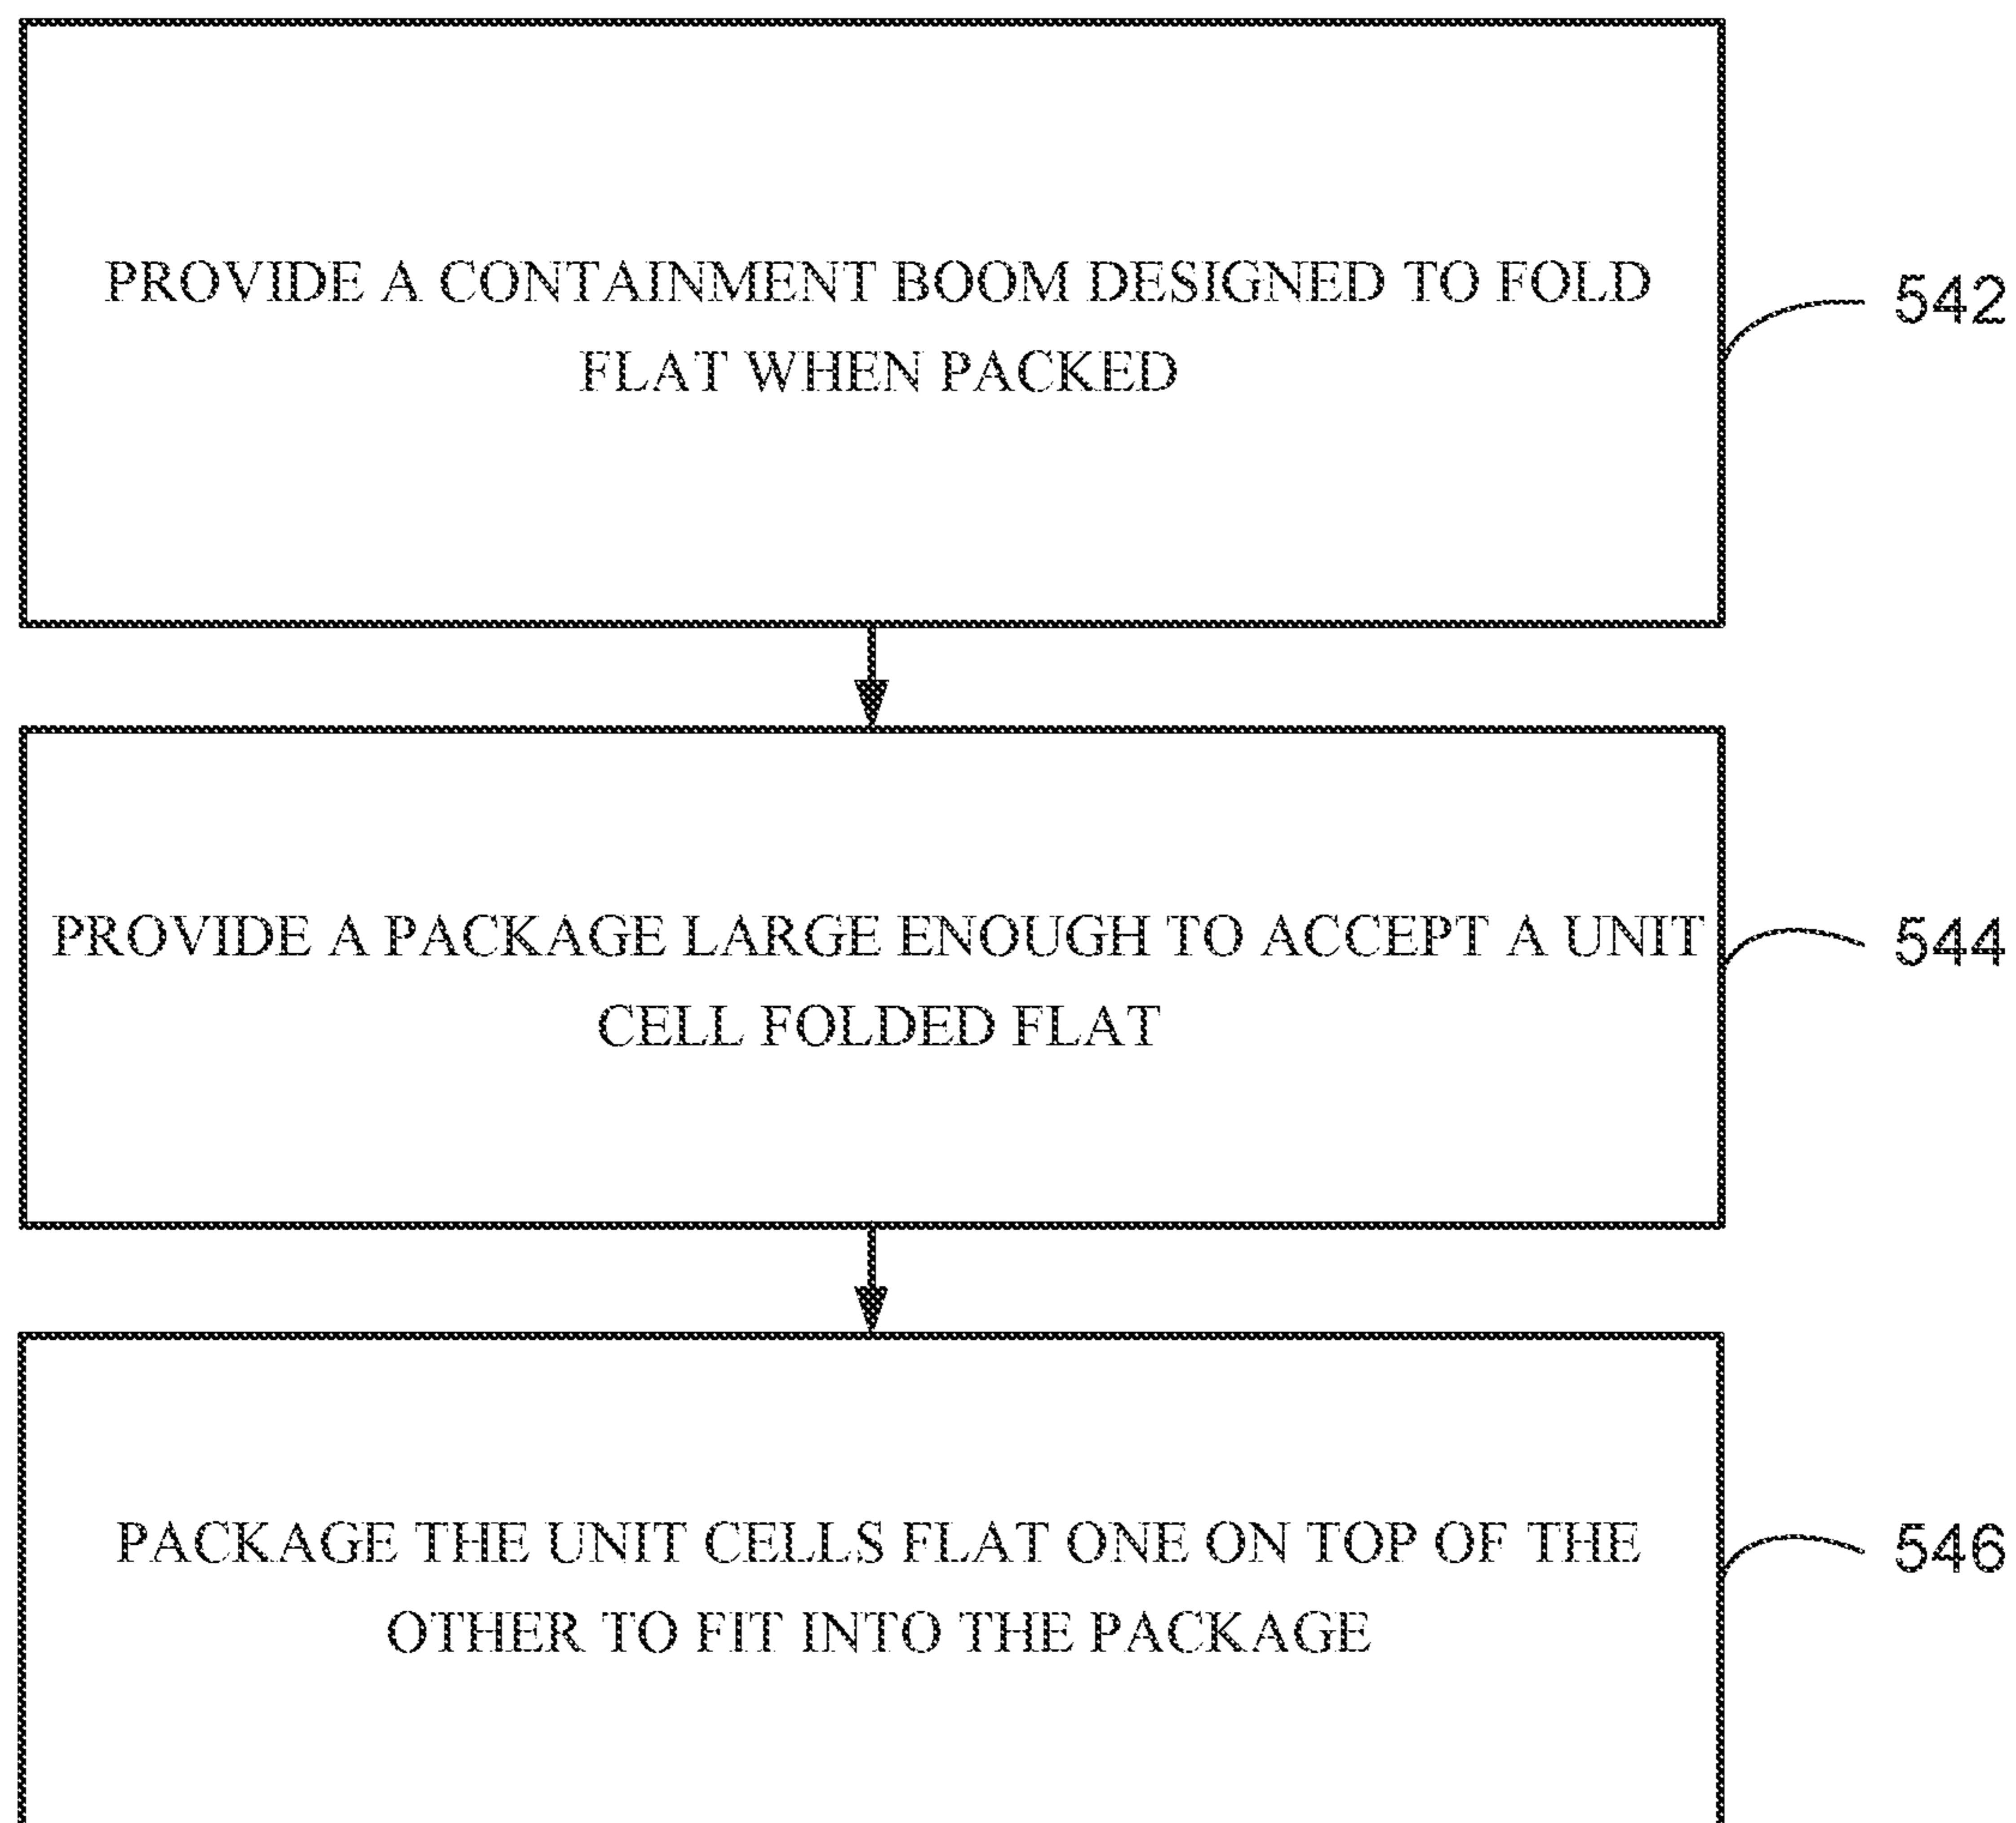 PROVIDE A CONTAINMENT BOOM DESIGNED TO FOLD
FLAT WHEN PACKED
542
PROVIDE A PACKAGE LARGE ENOUGH TO ACCEPT A UNIT
CELL FOLDED FLAT
544
PACKAGE THE UNIT CELLS FLAT ONE ON TOP OF THE
OTHER TO FIT INTO THE PACKAGE
546